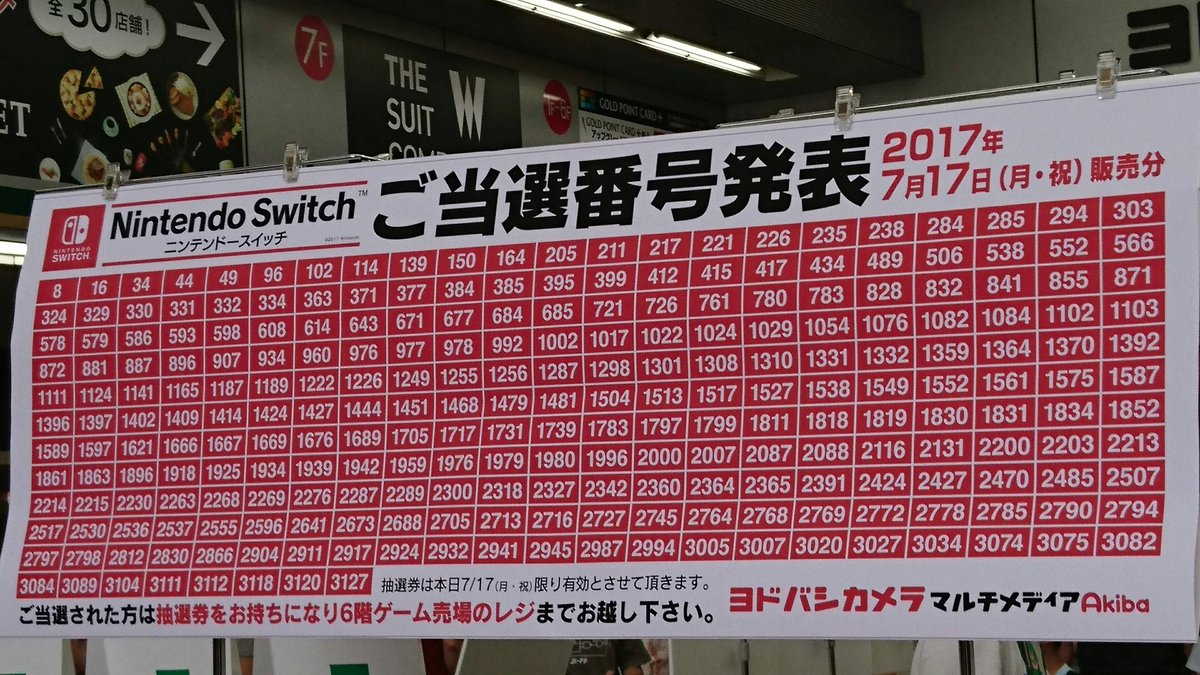 全30店舗!
7F
THE
SUIT
1F~6F
GOLD POINT CARD +
ET
Nintendo Switch™
ニンテンドースイッチ
©2017 Nintendo
NINTENDO
SWITCH
ご当選番号発表
2017年
7月17日(月・祝)販売分
8 16 34 44 49 96 102 114 139 150 164 205 211 217 221 226 235 238 284 285 294 303
324 329 330 331 332 334 363 371 377 384 385 395 399 412 415 417 434 489 506 538 552 566
578 579 586 593 598 608 614 643 671 677 684 685 721 726 761 780 783 828 832 841 855 871
872 881 887 896 907 934 960 976 977 978 992 1002 1017 1022 1024 1029 1054 1076 1082 1084 1102 1103
1111 1124 1141 1165 1187 1189 1222 1226 1249 1255 1256 1287 1298 1301 1308 1310 1331 1332 1359 1364 1370 1392
1396 1397 1402 1409 1414 1424 1427 1444 1451 1468 1479 1481 1504 1513 1517 1527 1538 1549 1552 1561 1575 1587
1589 1597 1621 1666 1667 1669 1676 1689 1705 1717 1731 1739 1783 1797 1799 1811 1818 1819 1830 1831 1834 1852
1861 1863 1896 1918 1925 1934 1939 1942 1959 1976 1979 1980 1996 2000 2007 2087 2088 2116 2131 2200 2203 2213
2214 2215 2230 2263 2268 2269 2276 2287 2289 2300 2318 2327 2342 2360 2364 2365 2391 2424 2427 2470 2485 2507
2517 2530 2536 2537 2555 2596 2641 2673 2688 2705 2713 2716 2727 2745 2764 2768 2769 2772 2778 2785 2790 2794
2797 2798 2812 2830 2866 2904 2911 2917 2924 2932 2941 2945 2987 2994 3005 3007 3020 3027 3034 3074 3075 3082
3084 3089 3104 3111 3112 3118 3120 3127
抽選券は本日7/17(月・祝)限り有効とさせて頂きます。
ご当選された方は抽選券をお持ちになり6階ゲーム売場のレジまでお越し下さい。
ヨドバシカメラ マルチメディアAkiba